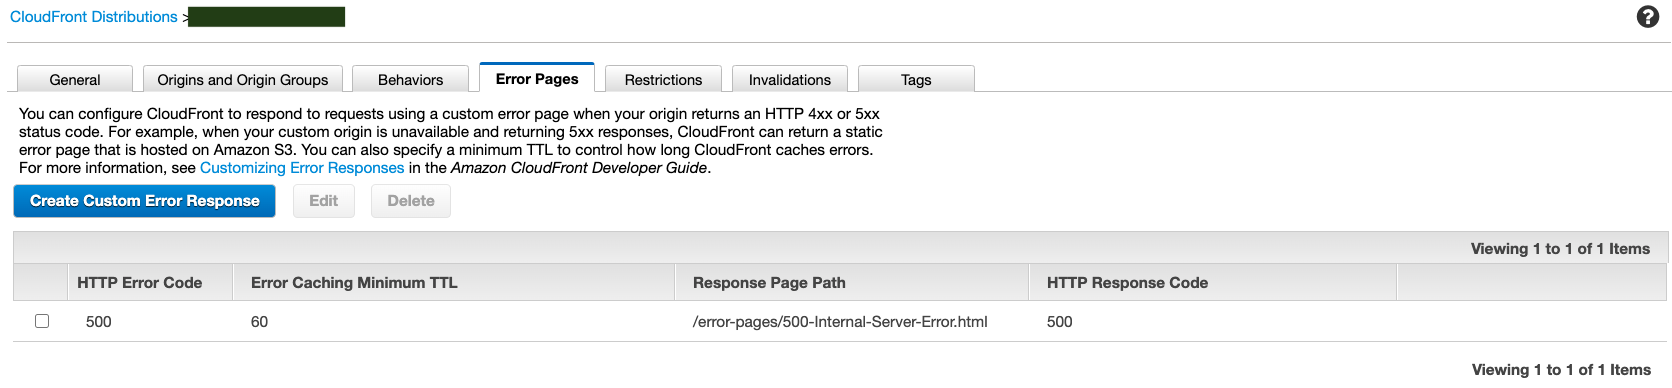 CloudFront Distributions >
?
General Origins and Origin Groups Behaviors Error Pages Restrictions Invalidations Tags
You can configure CloudFront to respond to requests using a custom error page when your origin returns an HTTP 4xx or 5xx
status code. For example, when your custom origin is unavailable and returning 5xx responses, CloudFront can return a static
error page that is hosted on Amazon S3. You can also specify a minimum TTL to control how long CloudFront caches errors.
For more information, see Customizing Error Responses in the Amazon CloudFront Developer Guide.
Create Custom Error Response Edit Delete
Viewing 1 to 1 of 1 Items
HTTP Error Code Error Caching Minimum TTL Response Page Path HTTP Response Code
500 60 /error-pages/500-Internal-Server-Error.html 500
Viewing 1 to 1 of 1 Items